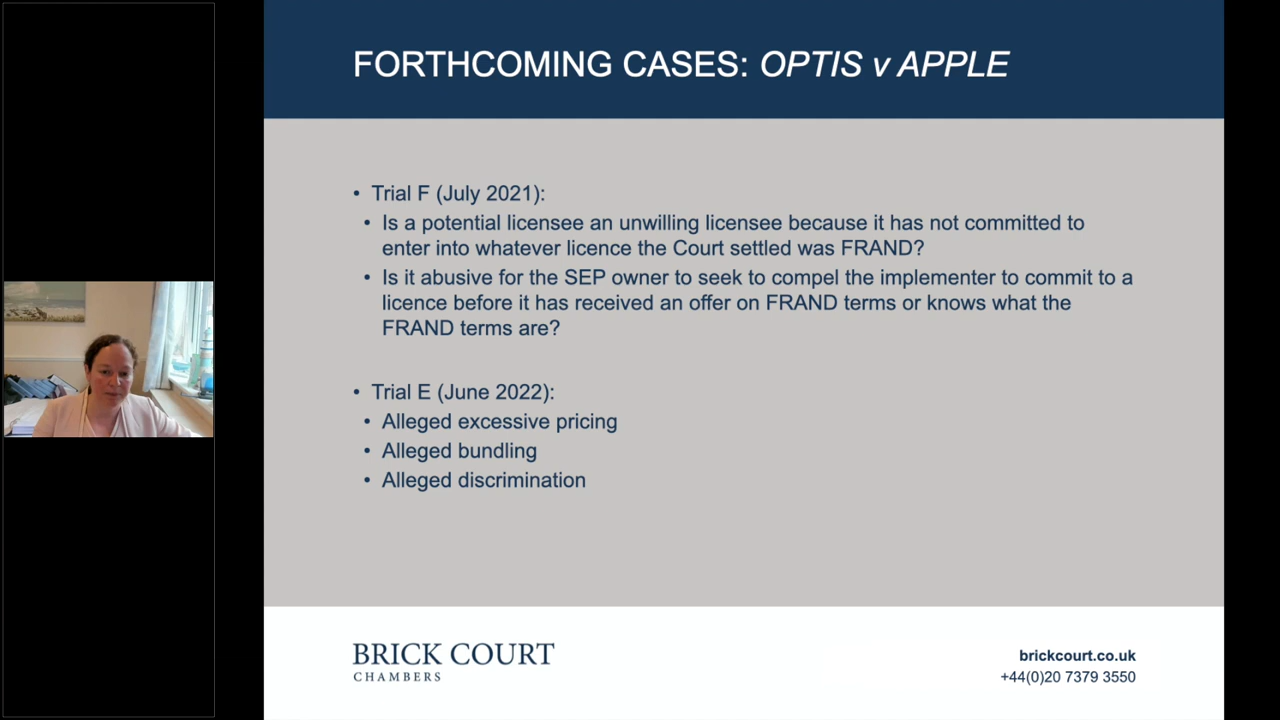 FORTHCOMING CASES: OPTIS v APPLE
• Trial F (July 2021):
• Is a potential licensee an unwilling licensee because it has not committed to
enter into whatever licence the Court settled was FRAND?
• Is it abusive for the SEP owner to seek to compel the implementer to commit to a
licence before it has received an offer on FRAND terms or knows what the
FRAND terms are?
• Trial E (June 2022):
• Alleged excessive pricing
• Alleged bundling
• Alleged discrimination
BRICK COURT
CHAMBERS
brickcourt.co.uk
+44(0)20 7379 3550